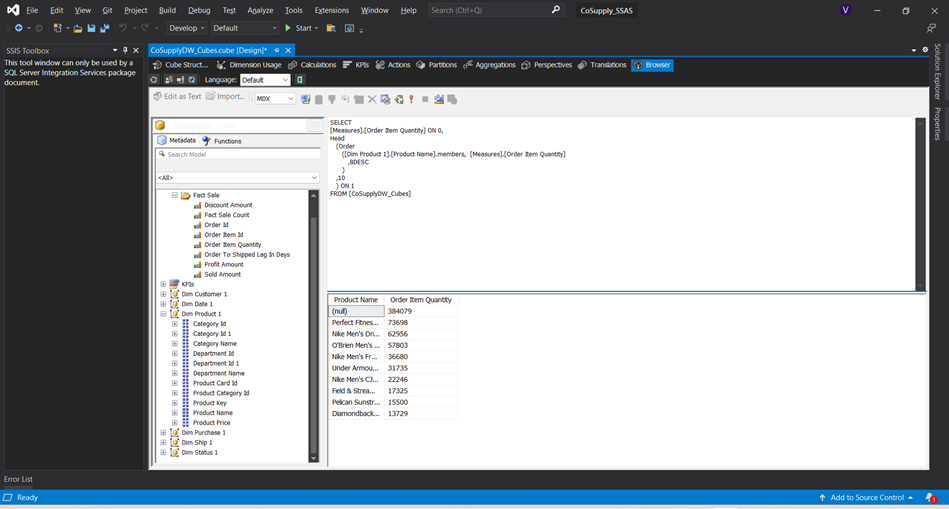 File Edit View Git Project Build Debug Test Analyze Tools Extensions Window Help Search (Ctrl+Q) CoSupply_SSAS V
Develop Default Start
SSIS Toolbox
This tool window can only be used by a
SQL Server Integration Services package
document.
CoSupplyDW_Cubes.cube [Design]*
Cube Struct... Dimension Usage Calculations KPIs Actions Partitions Aggregations Perspectives Translations Browser
Language: Default
Edit as Text Import... MDX
Metadata Functions
Search Model
<All>
Fact Sale
Discount Amount
Fact Sale Count
Order Id
Order Item Id
Order Item Quantity
Order To Shipped Lag In Days
Profit Amount
Sold Amount
KPIs
Dim Customer 1
Dim Date 1
Dim Product 1
Category Id
Category Id 1
Category Name
Department Id
Department Id 1
Department Name
Product Card Id
Product Category Id
Product Key
Product Name
Product Price
Dim Purchase 1
Dim Ship 1
Dim Status 1
SELECT
[Measures].[Order Item Quantity] ON 0,
Head
(Order
([Dim Product 1].[Product Name].members, [Measures].[Order Item Quantity]
,BDESC
)
,10
) ON 1
FROM [CoSupplyDW_Cubes]
Product Name Order Item Quantity
(null) 384079
Perfect Fitnes... 73698
Nike Men's Dri... 62956
O'Brien Men's ... 57803
Nike Men's Fr... 36680
Under Armou... 31735
Nike Men's CJ... 22246
Field & Strea... 17325
Pelican Sunstr... 15500
Diamondback... 13729
Solution Explorer
Properties
Error List
Ready Add to Source Control 1